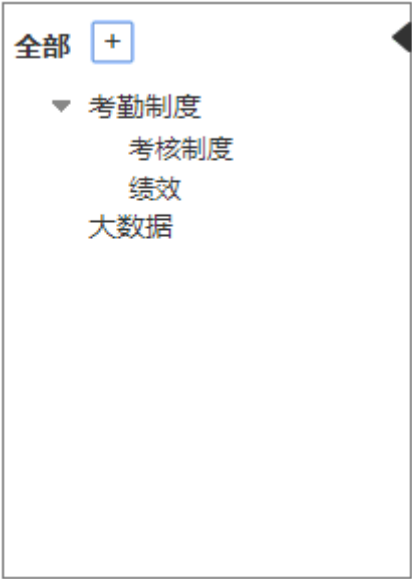 全部 +
考勤制度
考核制度
绩效
大数据